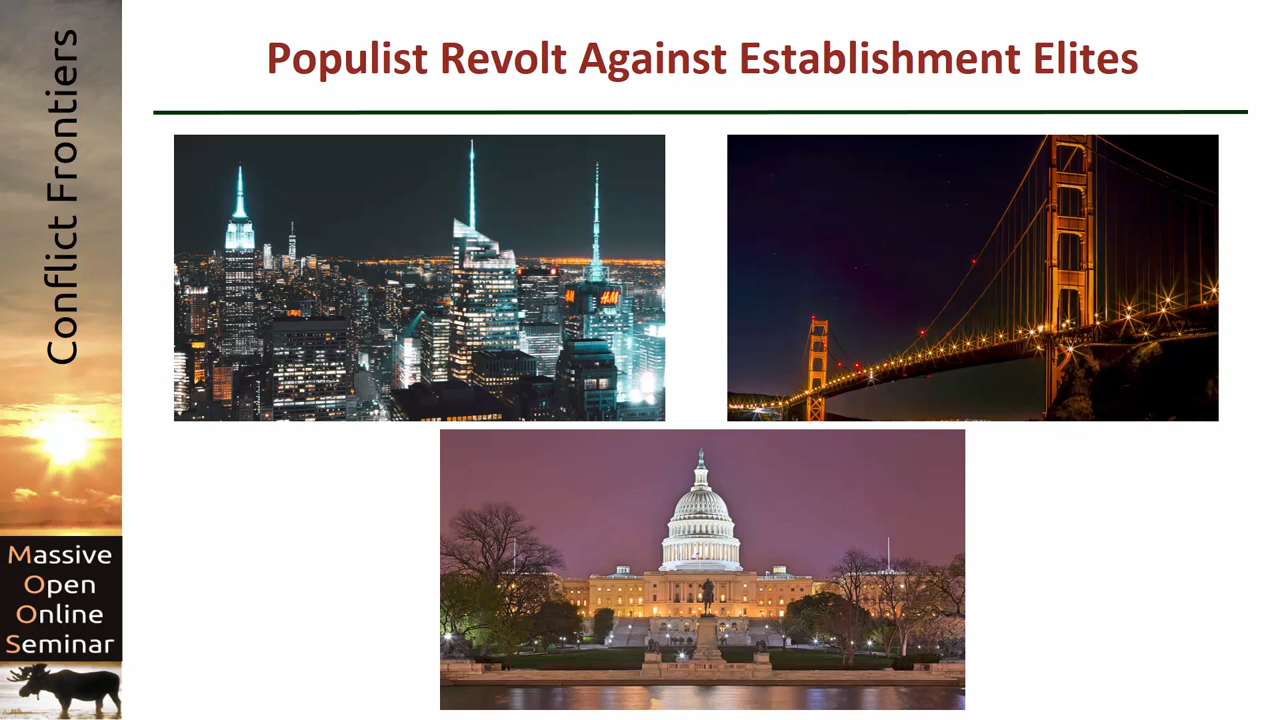 Populist Revolt Against Establishment Elites
Conflict Frontiers
H&M
Massive
Open
Online
Seminar